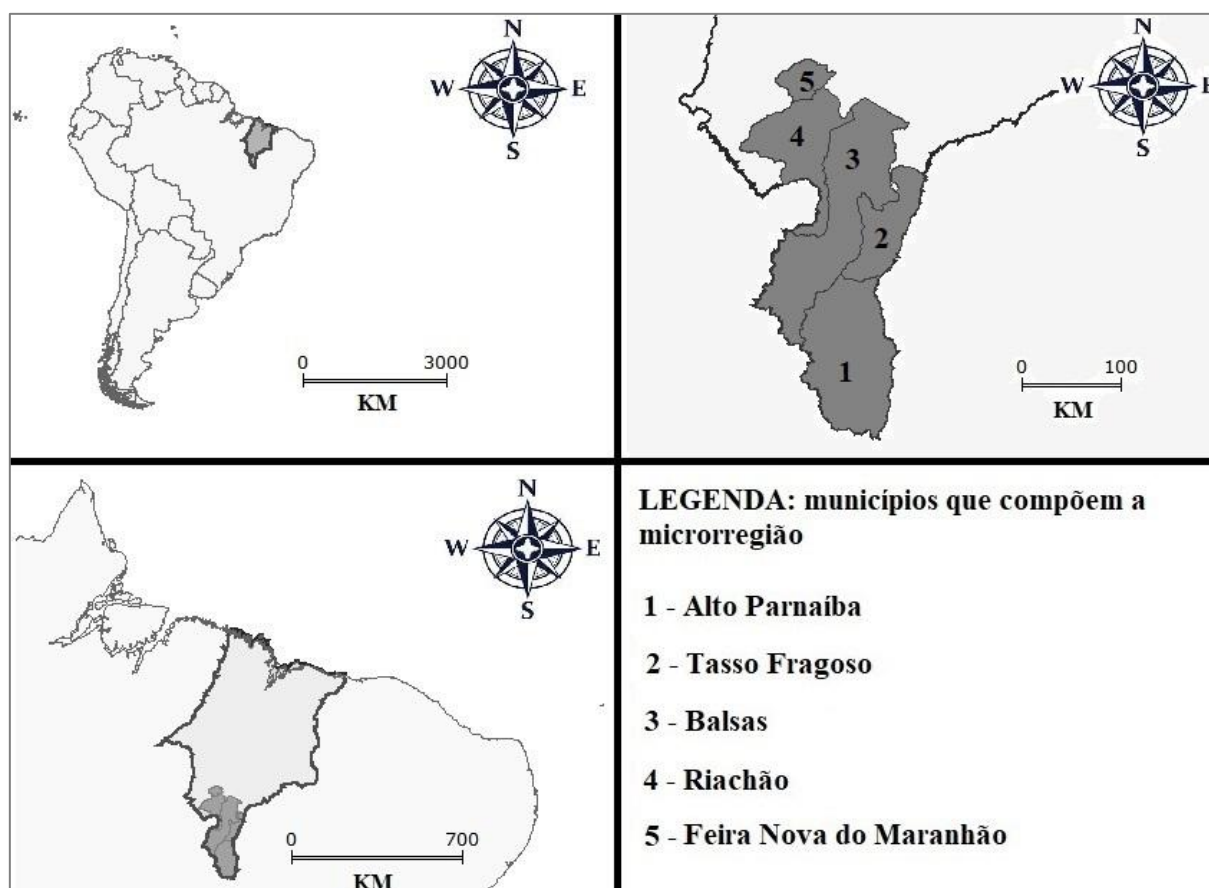 N
W E
S
0 3000
KM
N
W E
S
5
4
3
2
1
0 100
KM
N
W E
S
0 700
KM
LEGENDA: municípios que compõem a
microrregião
1 - Alto Parnaíba
2 - Tasso Fragoso
3 - Balsas
4 - Riachão
5 - Feira Nova do Maranhão